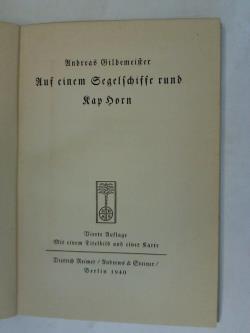 Andreas Gildemeister
Auf einem Segelschiffe rund
Kap Horn
Vierte Auflage
Mit einem Titelbild und einer Karte
Dietrich Reimer / Andrews & Steiner /
Berlin 1940